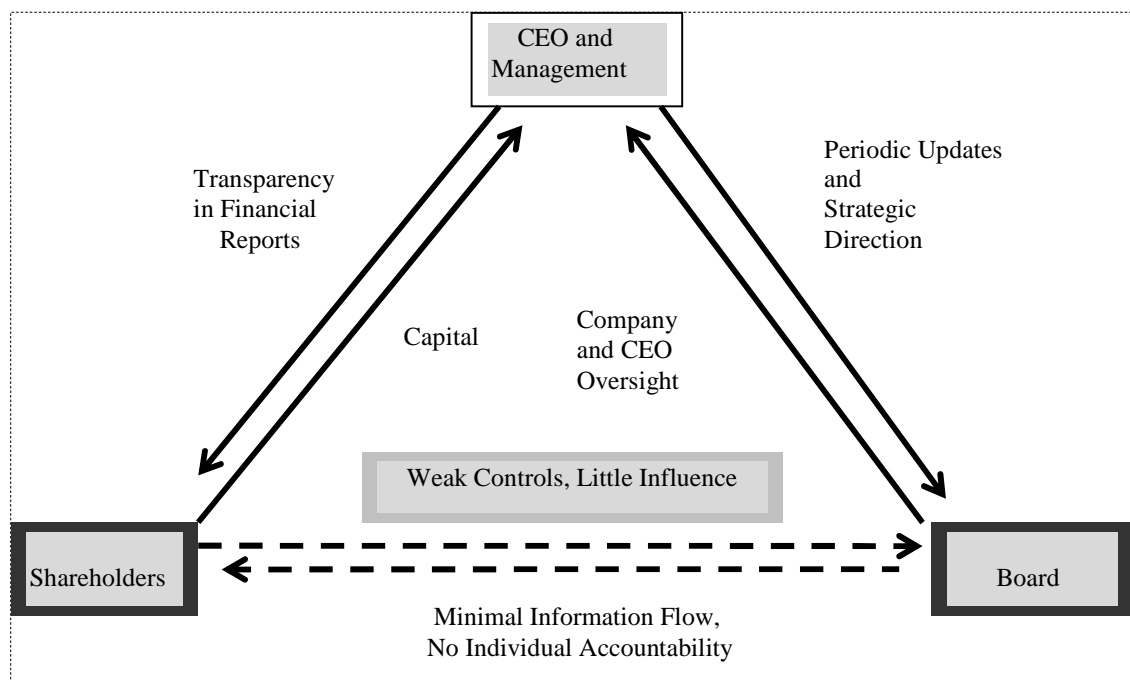 CEO and
Management
Periodic Updates
and
Strategic
Direction
Transparency
in Financial
Reports
Capital
Company
and CEO
Oversight
Weak Controls, Little Influence
Shareholders
Board
Minimal Information Flow,
No Individual Accountability